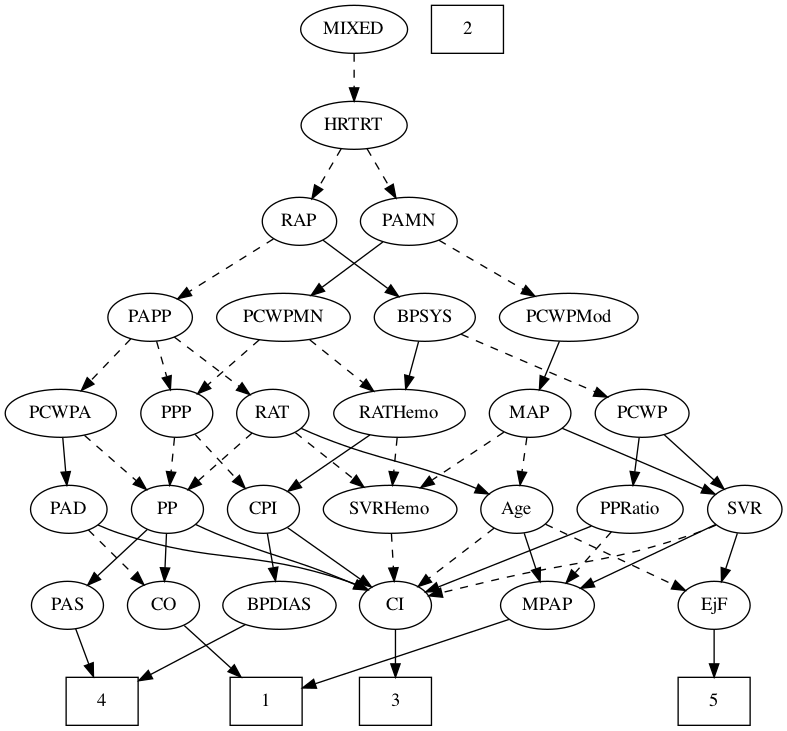 MIXED 2
HRTRT
RAP PAMN
PAPP PCWPMN BPSYS PCWPMod
PCWPA PPP RAT RATHemo MAP PCWP
PAD PP CPI SVRHemo Age PPRatio SVR
PAS CO BPDIAS CI MPAP EjF
4 1 3 5